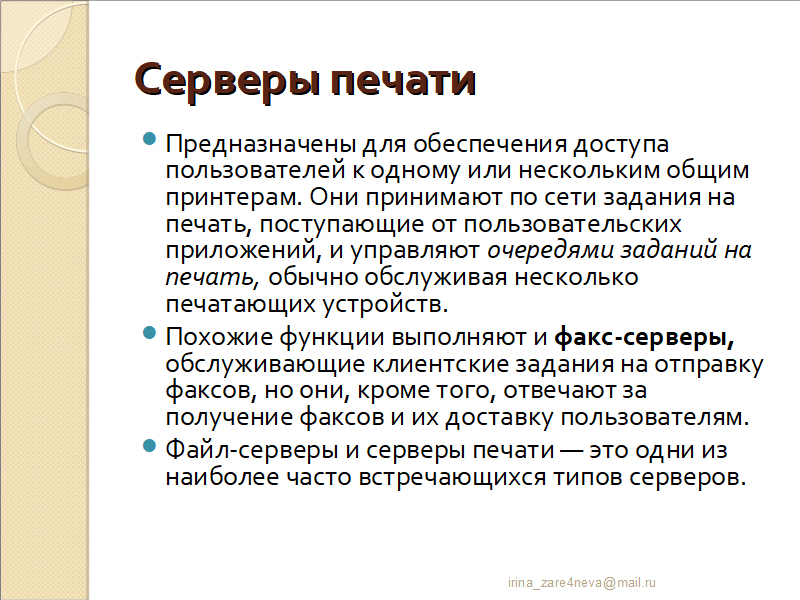 Серверы печати
Предназначены для обеспечения доступа
пользователей к одному или нескольким общим
принтерам. Они принимают по сети задания на
печать, поступающие от пользовательских
приложений, и управляют очередями заданий на
печать, обычно обслуживая несколько
печатающих устройств.
Похожие функции выполняют и факс-серверы,
обслуживающие клиентские задания на отправку
факсов, но они, кроме того, отвечают за
получение факсов и их доставку пользователям.
Файл-серверы и серверы печати — это одни из
наиболее часто встречающихся типов серверов.
irina_zare4neva@mail.ru